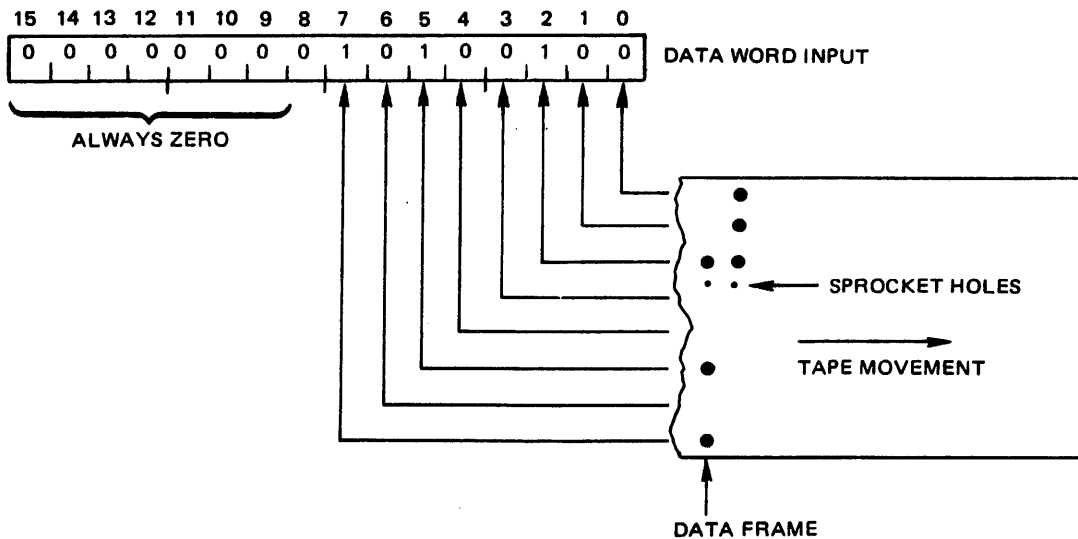 15 14 13 12 11 10 9 8 7 6 5 4 3 2 1 0
0 0 0 0 0 0 0 0 1 0 1 0 0 1 0 0 DATA WORD INPUT
ALWAYS ZERO
SPROCKET HOLES
TAPE MOVEMENT
DATA FRAME